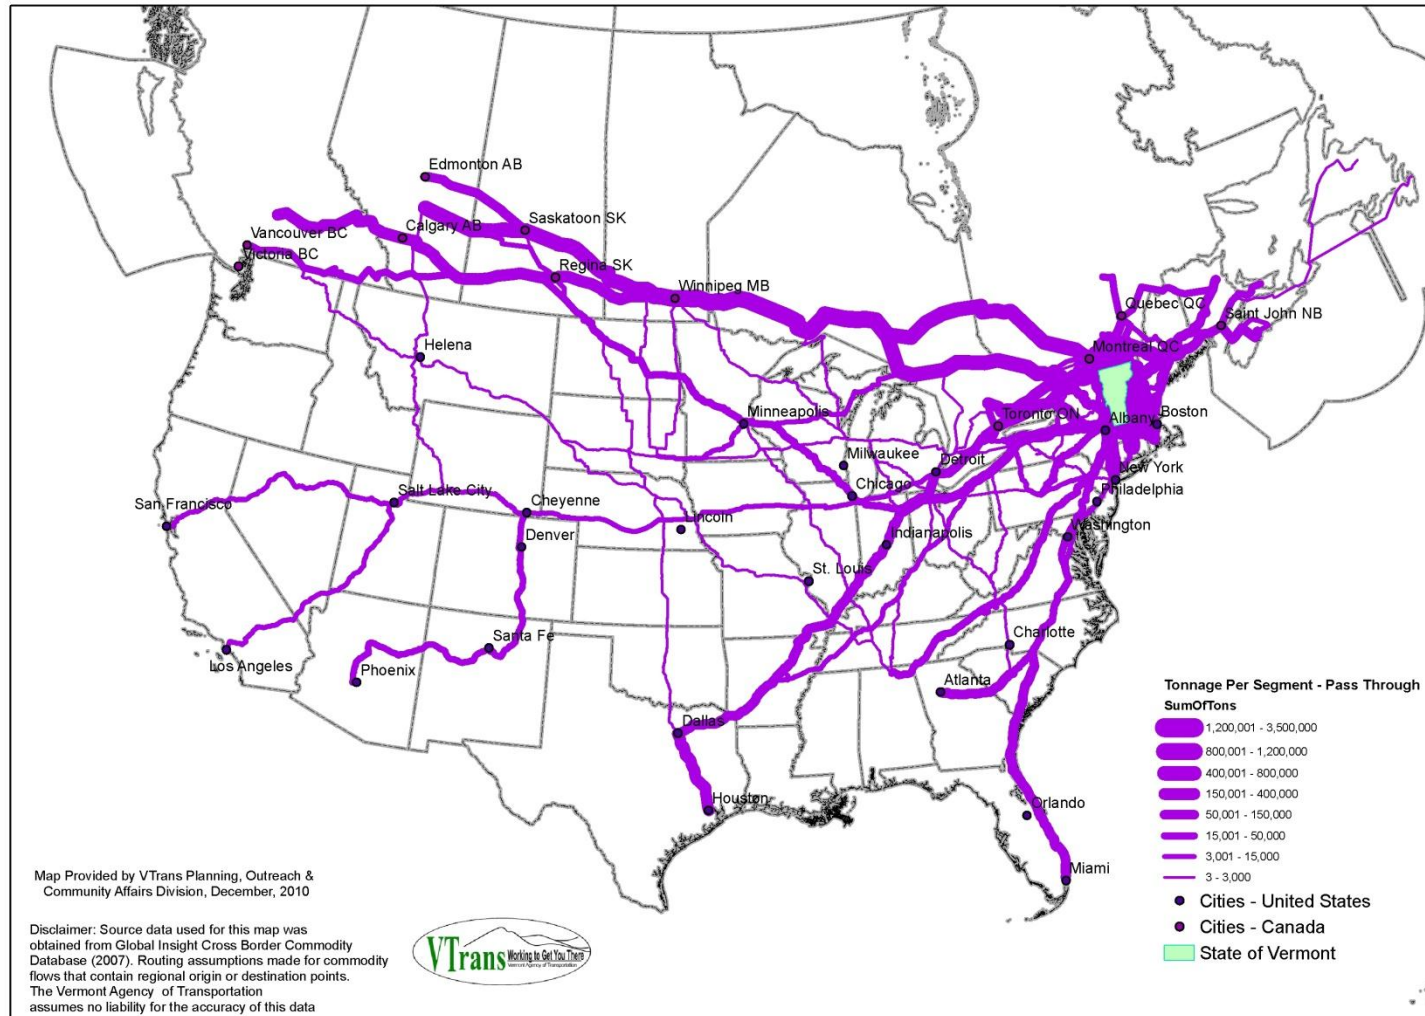 Edmonton AB
Saskatoon SK
Vancouver BC
Calgary AB
Victoria BC
Regina SK
Winnipeg MB
Quebec QC
Saint John NB
Montreal QC
Helena
Minneapolis
Toronto ON
Albany
Boston
Milwaukee
Detroit
Chicago
New York
Philadelphia
San Francisco
Salt Lake City
Cheyenne
Lincoln
Washington
Denver
Indianapolis
St. Louis
Santa Fe
Charlotte
Los Angeles
Phoenix
Atlanta
Dallas
Houston
Orlando
Miami
Tonnage Per Segment - Pass Through
SumOfTons
1,200,001 - 3,500,000
800,001 - 1,200,000
400,001 - 800,000
150,001 - 400,000
50,001 - 150,000
15,001 - 50,000
3,001 - 15,000
3 - 3,000
Cities - United States
Cities - Canada
State of Vermont
Map Provided by VTrans Planning, Outreach &
Community Affairs Division, December, 2010
Disclaimer: Source data used for this map was
obtained from Global Insight Cross Border Commodity
Database (2007). Routing assumptions made for commodity
flows that contain regional origin or destination points.
The Vermont Agency of Transportation
assumes no liability for the accuracy of this data
VTrans
Working to Get You There
Vermont Agency of Transportation